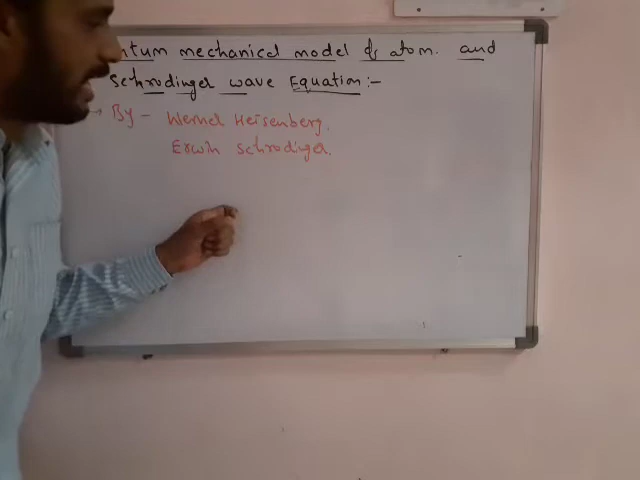 ntum mechanical model of atom. and
Schrodinger wave Equation:-
→ By - Werner Heisenberg.
Erwin Schrodinger.